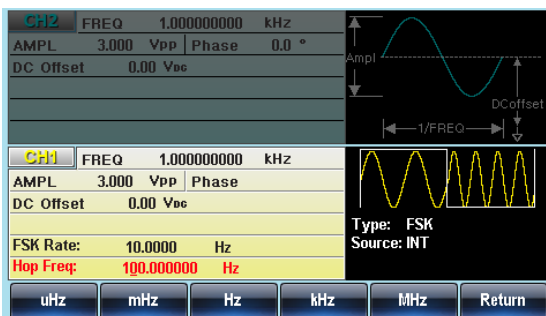 CH2 FREQ 1.000000000 kHz
AMPL 3.000 Vpp Phase 0.0 °
DC Offset 0.00 VDC
Ampl
DCoffset
1/FREQ
CH1 FREQ 1.000000000 kHz
AMPL 3.000 Vpp Phase
DC Offset 0.00 VDC
FSK Rate: 10.0000 Hz
Hop Freq: 100.000000 Hz
Type: FSK
Source: INT
uHz mHz Hz kHz MHz Return